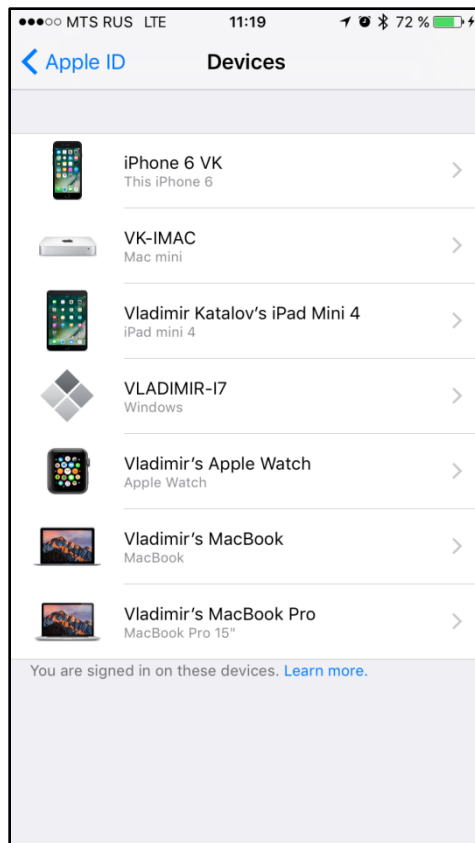 MTS RUS LTE 11:19 72 %
Apple ID Devices
iPhone 6 VK
This iPhone 6
VK-IMAC
Mac mini
Vladimir Katalov's iPad Mini 4
iPad mini 4
VLADIMIR-I7
Windows
Vladimir's Apple Watch
Apple Watch
Vladimir's MacBook
MacBook
Vladimir's MacBook Pro
MacBook Pro 15"
You are signed in on these devices. Learn more.